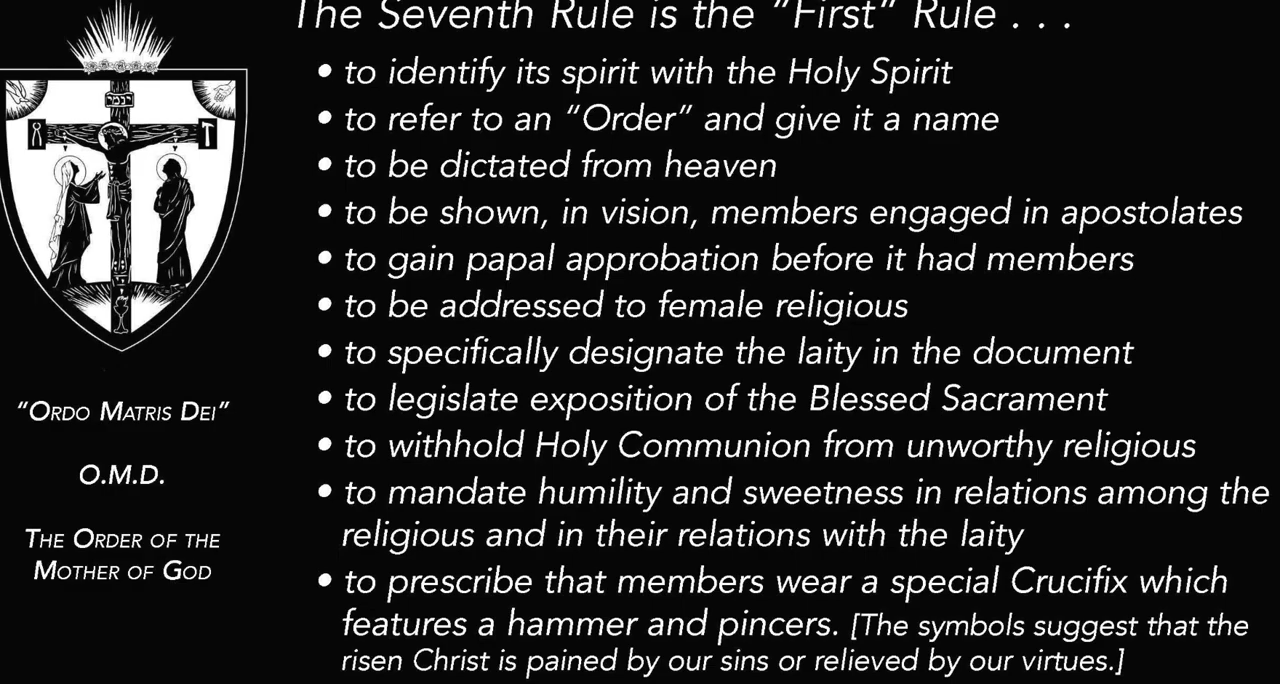 The Seventh Rule is the “First” Rule . . .
• to identify its spirit with the Holy Spirit
• to refer to an “Order” and give it a name
• to be dictated from heaven
• to be shown, in vision, members engaged in apostolates
• to gain papal approbation before it had members
• to be addressed to female religious
• to specifically designate the laity in the document
• to legislate exposition of the Blessed Sacrament
• to withhold Holy Communion from unworthy religious
• to mandate humility and sweetness in relations among the
religious and in their relations with the laity
• to prescribe that members wear a special Crucifix which
features a hammer and pincers. [The symbols suggest that the
risen Christ is pained by our sins or relieved by our virtues.]
“Ordo Matris Dei”
O.M.D.
The Order of the
Mother of God